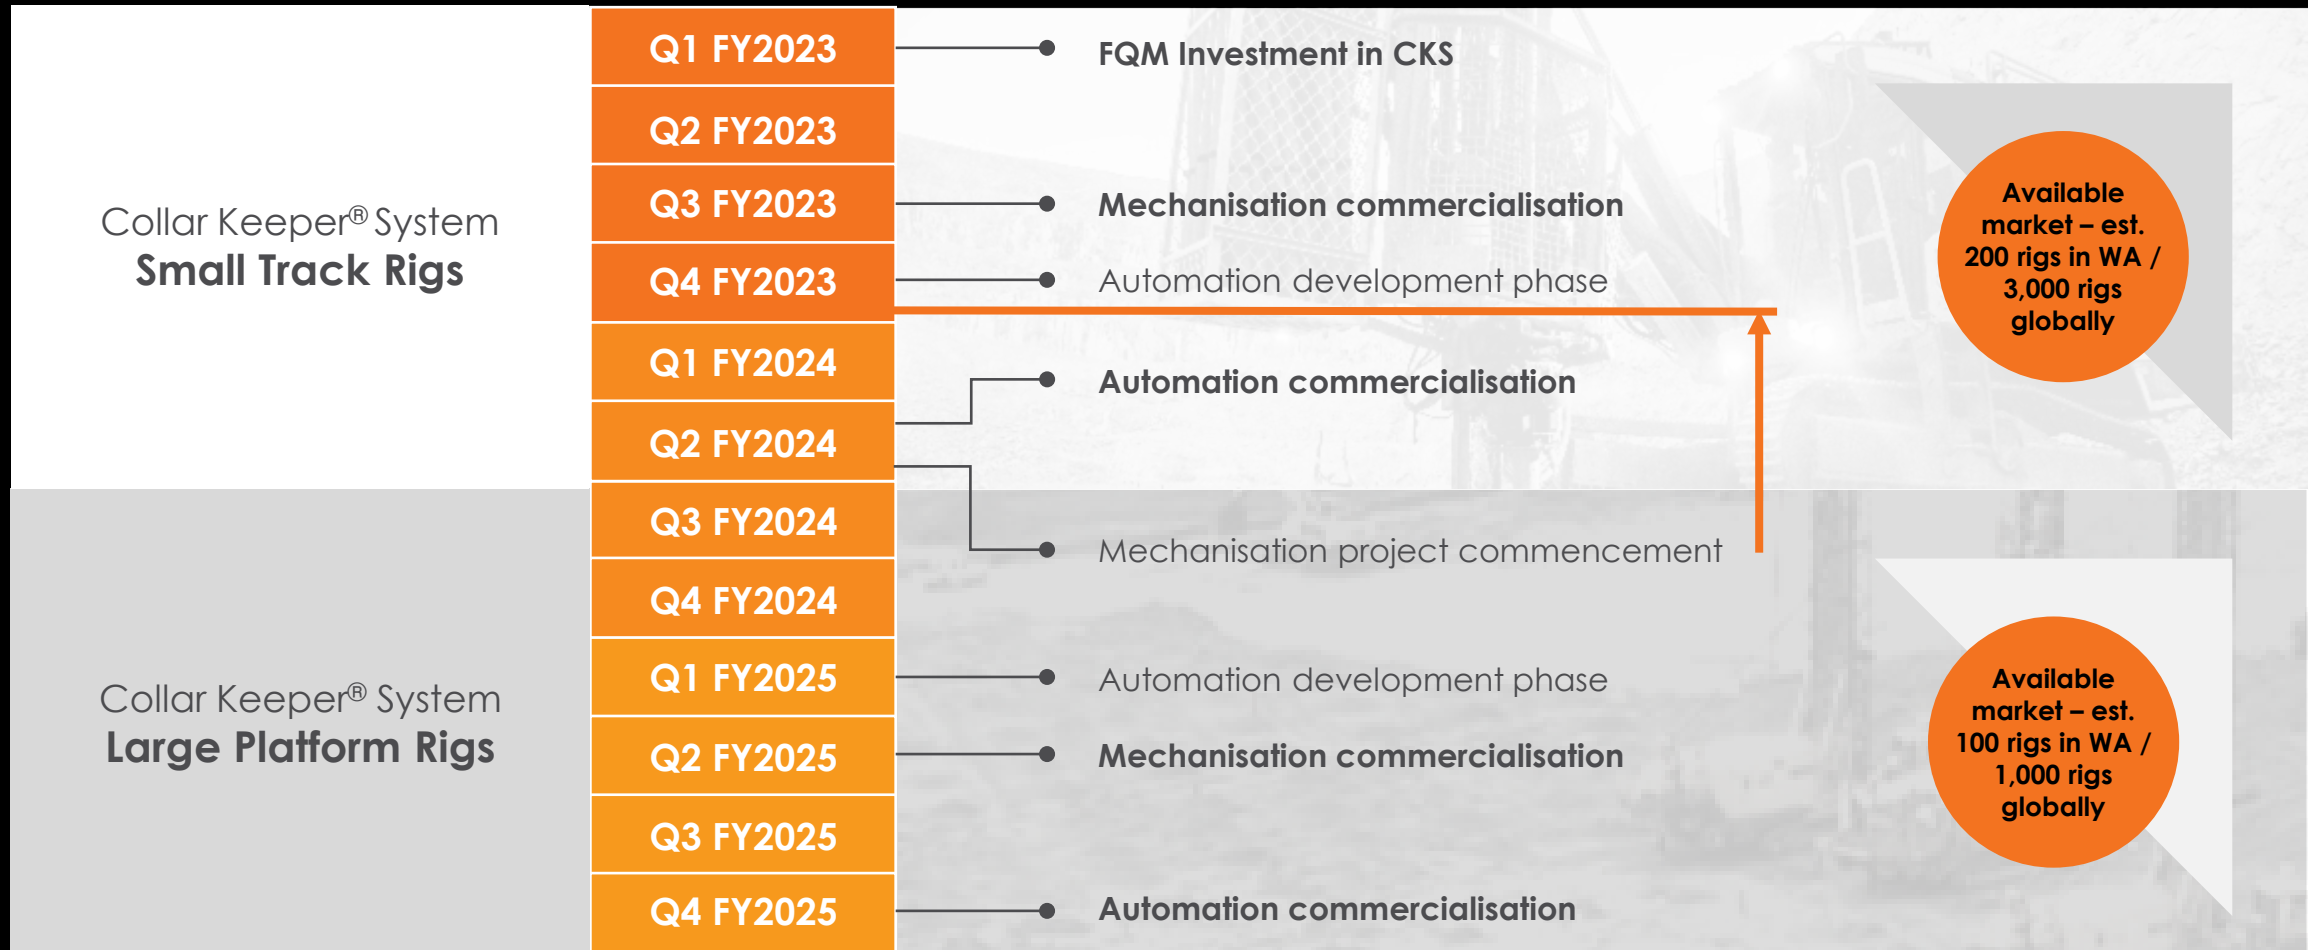 Collar Keeper® System
Small Track Rigs
Q1 FY2023
FQM Investment in CKS
Q2 FY2023
Q3 FY2023
Mechanisation commercialisation
Q4 FY2023
Automation development phase
Q1 FY2024
Q2 FY2024
Automation commercialisation
Available
market – est.
200 rigs in WA /
3,000 rigs
globally
Collar Keeper® System
Large Platform Rigs
Q3 FY2024
Mechanisation project commencement
Q4 FY2024
Q1 FY2025
Automation development phase
Q2 FY2025
Mechanisation commercialisation
Q3 FY2025
Q4 FY2025
Automation commercialisation
Available
market – est.
100 rigs in WA /
1,000 rigs
globally